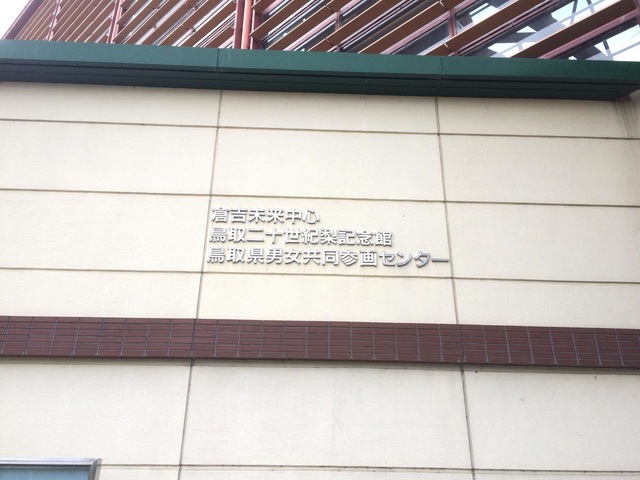 倉吉未来中心
鳥取二十世紀梨記念館
鳥取県男女共同参画センター